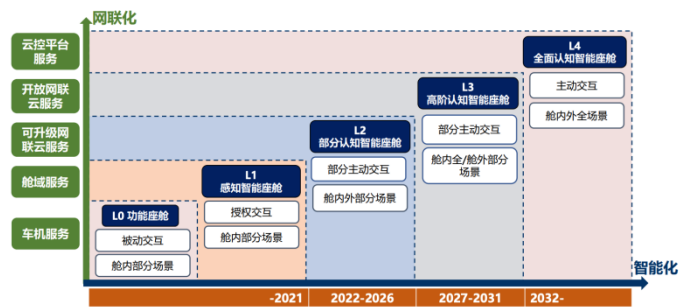 网联化
云控平台
服务
开放网联
云服务
可升级网
联云服务
舱域服务
车机服务
L4
全面认知智能座舱
主动交互
舱内外全场景
L3
高阶认知智能座舱
部分主动交互
舱内全/舱外部分
场景
L2
部分认知智能座舱
部分主动交互
舱内外部分场景
L1
感知智能座舱
授权交互
舱内部分场景
L0 功能座舱
被动交互
舱内部分场景
智能化
-2021
2022-2026
2027-2031
2032-